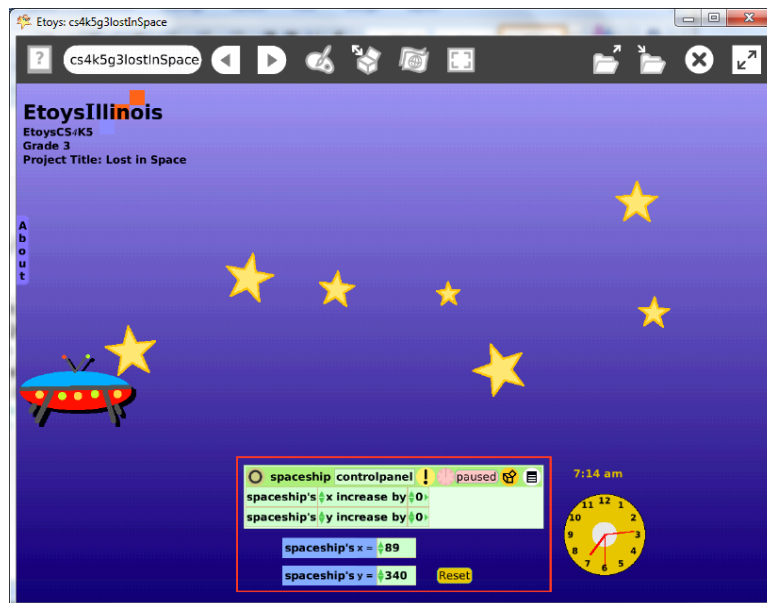 Etoys: cs4k5g3lostInSpace
? cs4k5g3lostInSpace
EtoysIllinois
EtoysCS4K5
Grade 3
Project Title: Lost in Space
About
spaceship controlpanel ! paused
spaceship's x increase by 0
spaceship's y increase by 0
spaceship's x = 89
spaceship's y = 340
Reset
7:14 am
12
1
2
3
4
5
6
7
8
9
10
11